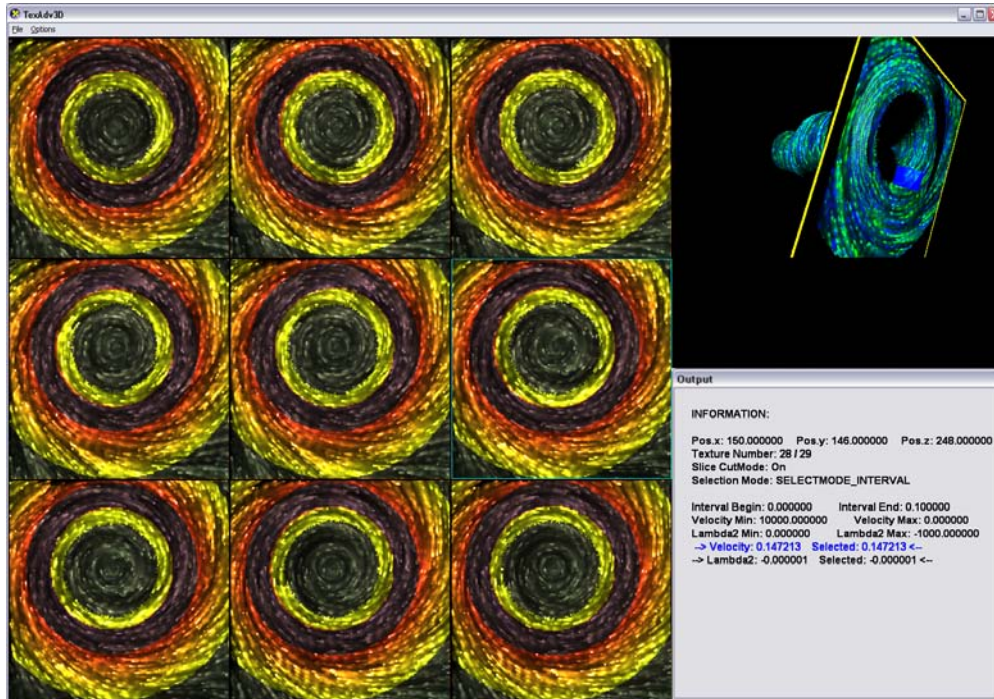 TexAdv3D
File Options
Output
INFORMATION:
Pos.x: 150.000000 Pos.y: 146.000000 Pos.z: 248.000000
Texture Number: 28 / 29
Slice CutMode: On
Selection Mode: SELECTMODE_INTERVAL
Interval Begin: 0.000000 Interval End: 0.100000
Velocity Min: 10000.000000 Velocity Max: 0.000000
Lambda2 Min: 0.000000 Lambda2 Max: -1000.000000
--> Velocity: 0.147213 Selected: 0.147213 <--
--> Lambda2: -0.000001 Selected: -0.000001 <--